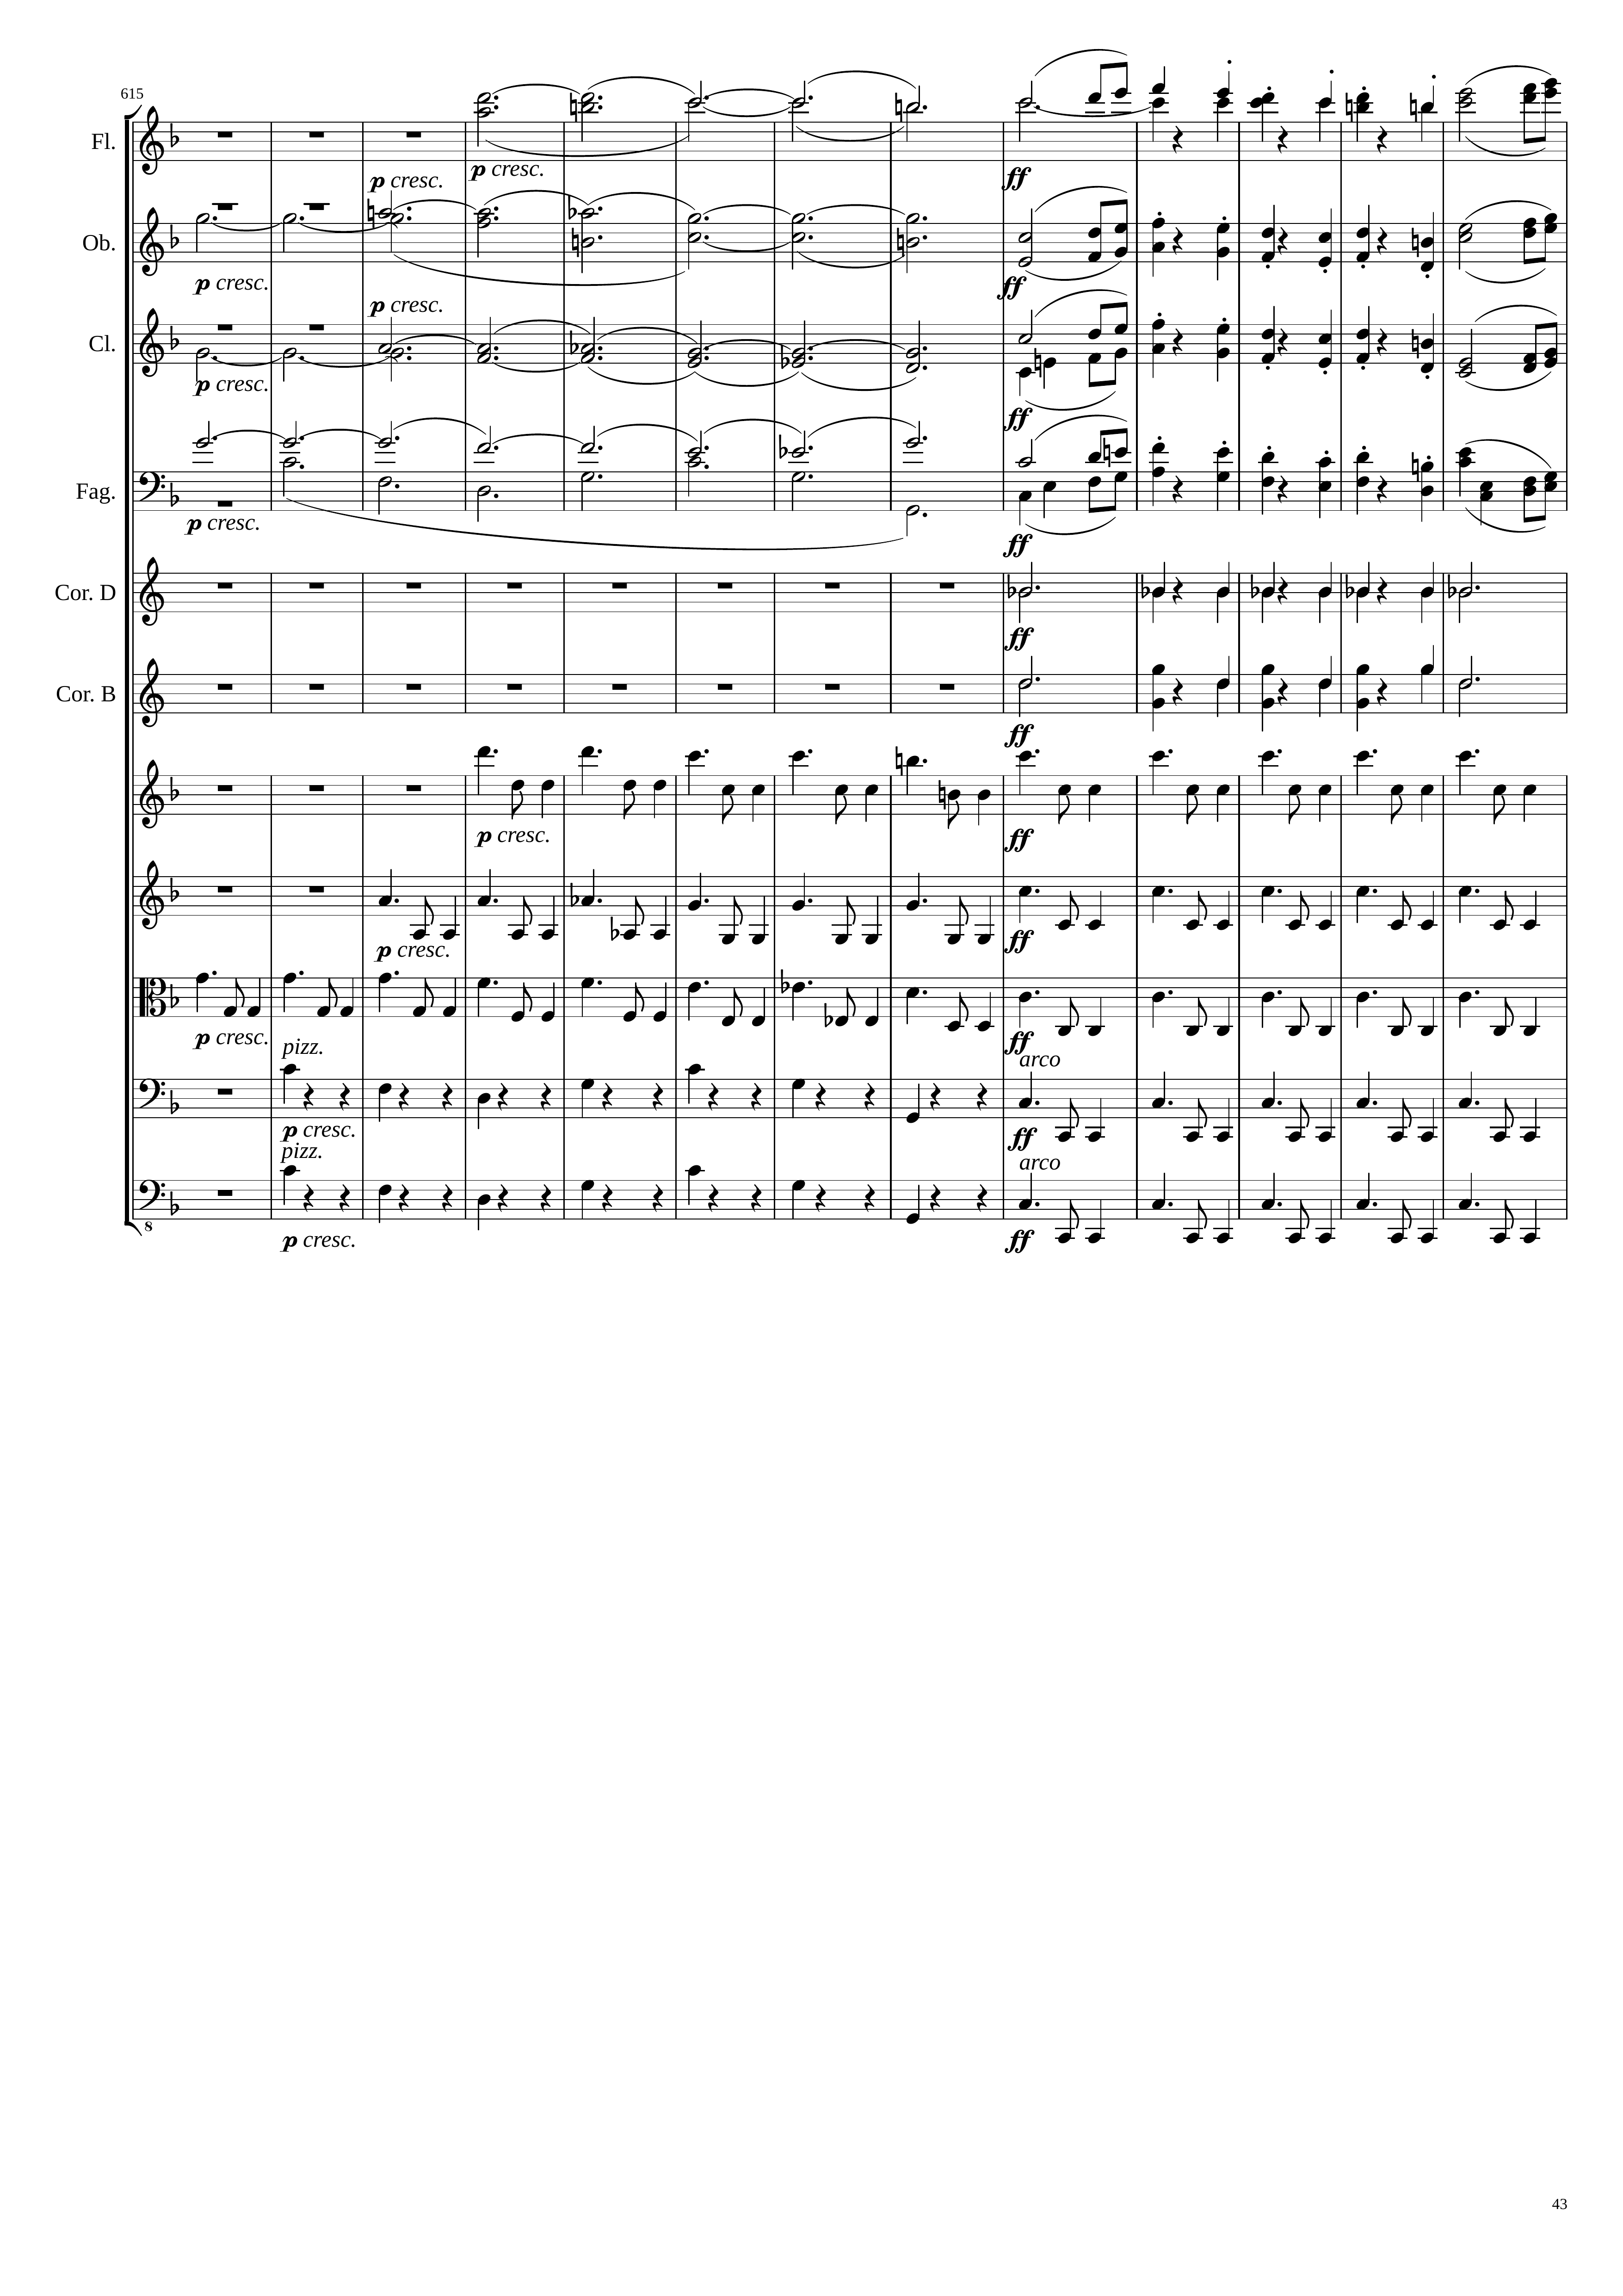 615
Fl.
p cresc.
p cresc.
ff
Ob.
p cresc.
ff
p cresc.
Cl.
p cresc.
ff
Fag.
p cresc.
ff
Cor. D
ff
Cor. B
ff
p cresc.
ff
p cresc.
ff
p cresc.
ff
pizz.
arco
p cresc.
ff
pizz.
arco
8
p cresc.
ff
43